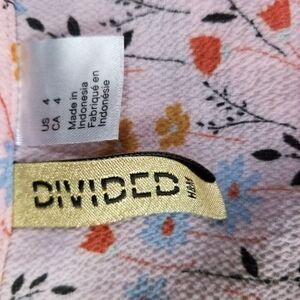 US 4
CA 4
Made in
Indonesia
Fabriqué en
Indonésie
DIVIDED
H&M